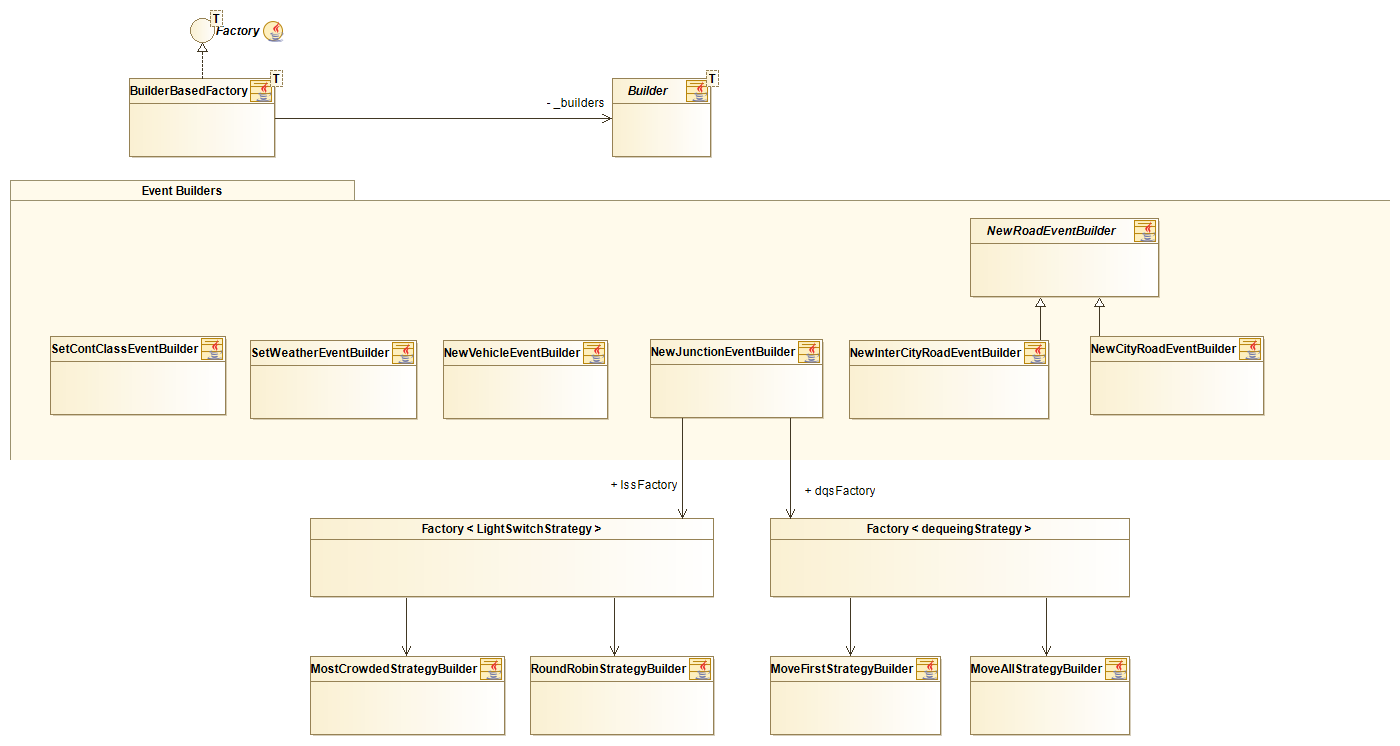 T
Factory
BuilderBasedFactory
T
- _builders
Builder
T
Event Builders
NewRoadEventBuilder
SetContClassEventBuilder
SetWeatherEventBuilder
NewVehicleEventBuilder
NewJunctionEventBuilder
NewInterCityRoadEventBuilder
NewCityRoadEventBuilder
+ lssFactory
+ dqsFactory
Factory < LightSwitchStrategy >
Factory < dequeingStrategy >
MostCrowdedStrategyBuilder
RoundRobinStrategyBuilder
MoveFirstStrategyBuilder
MoveAllStrategyBuilder